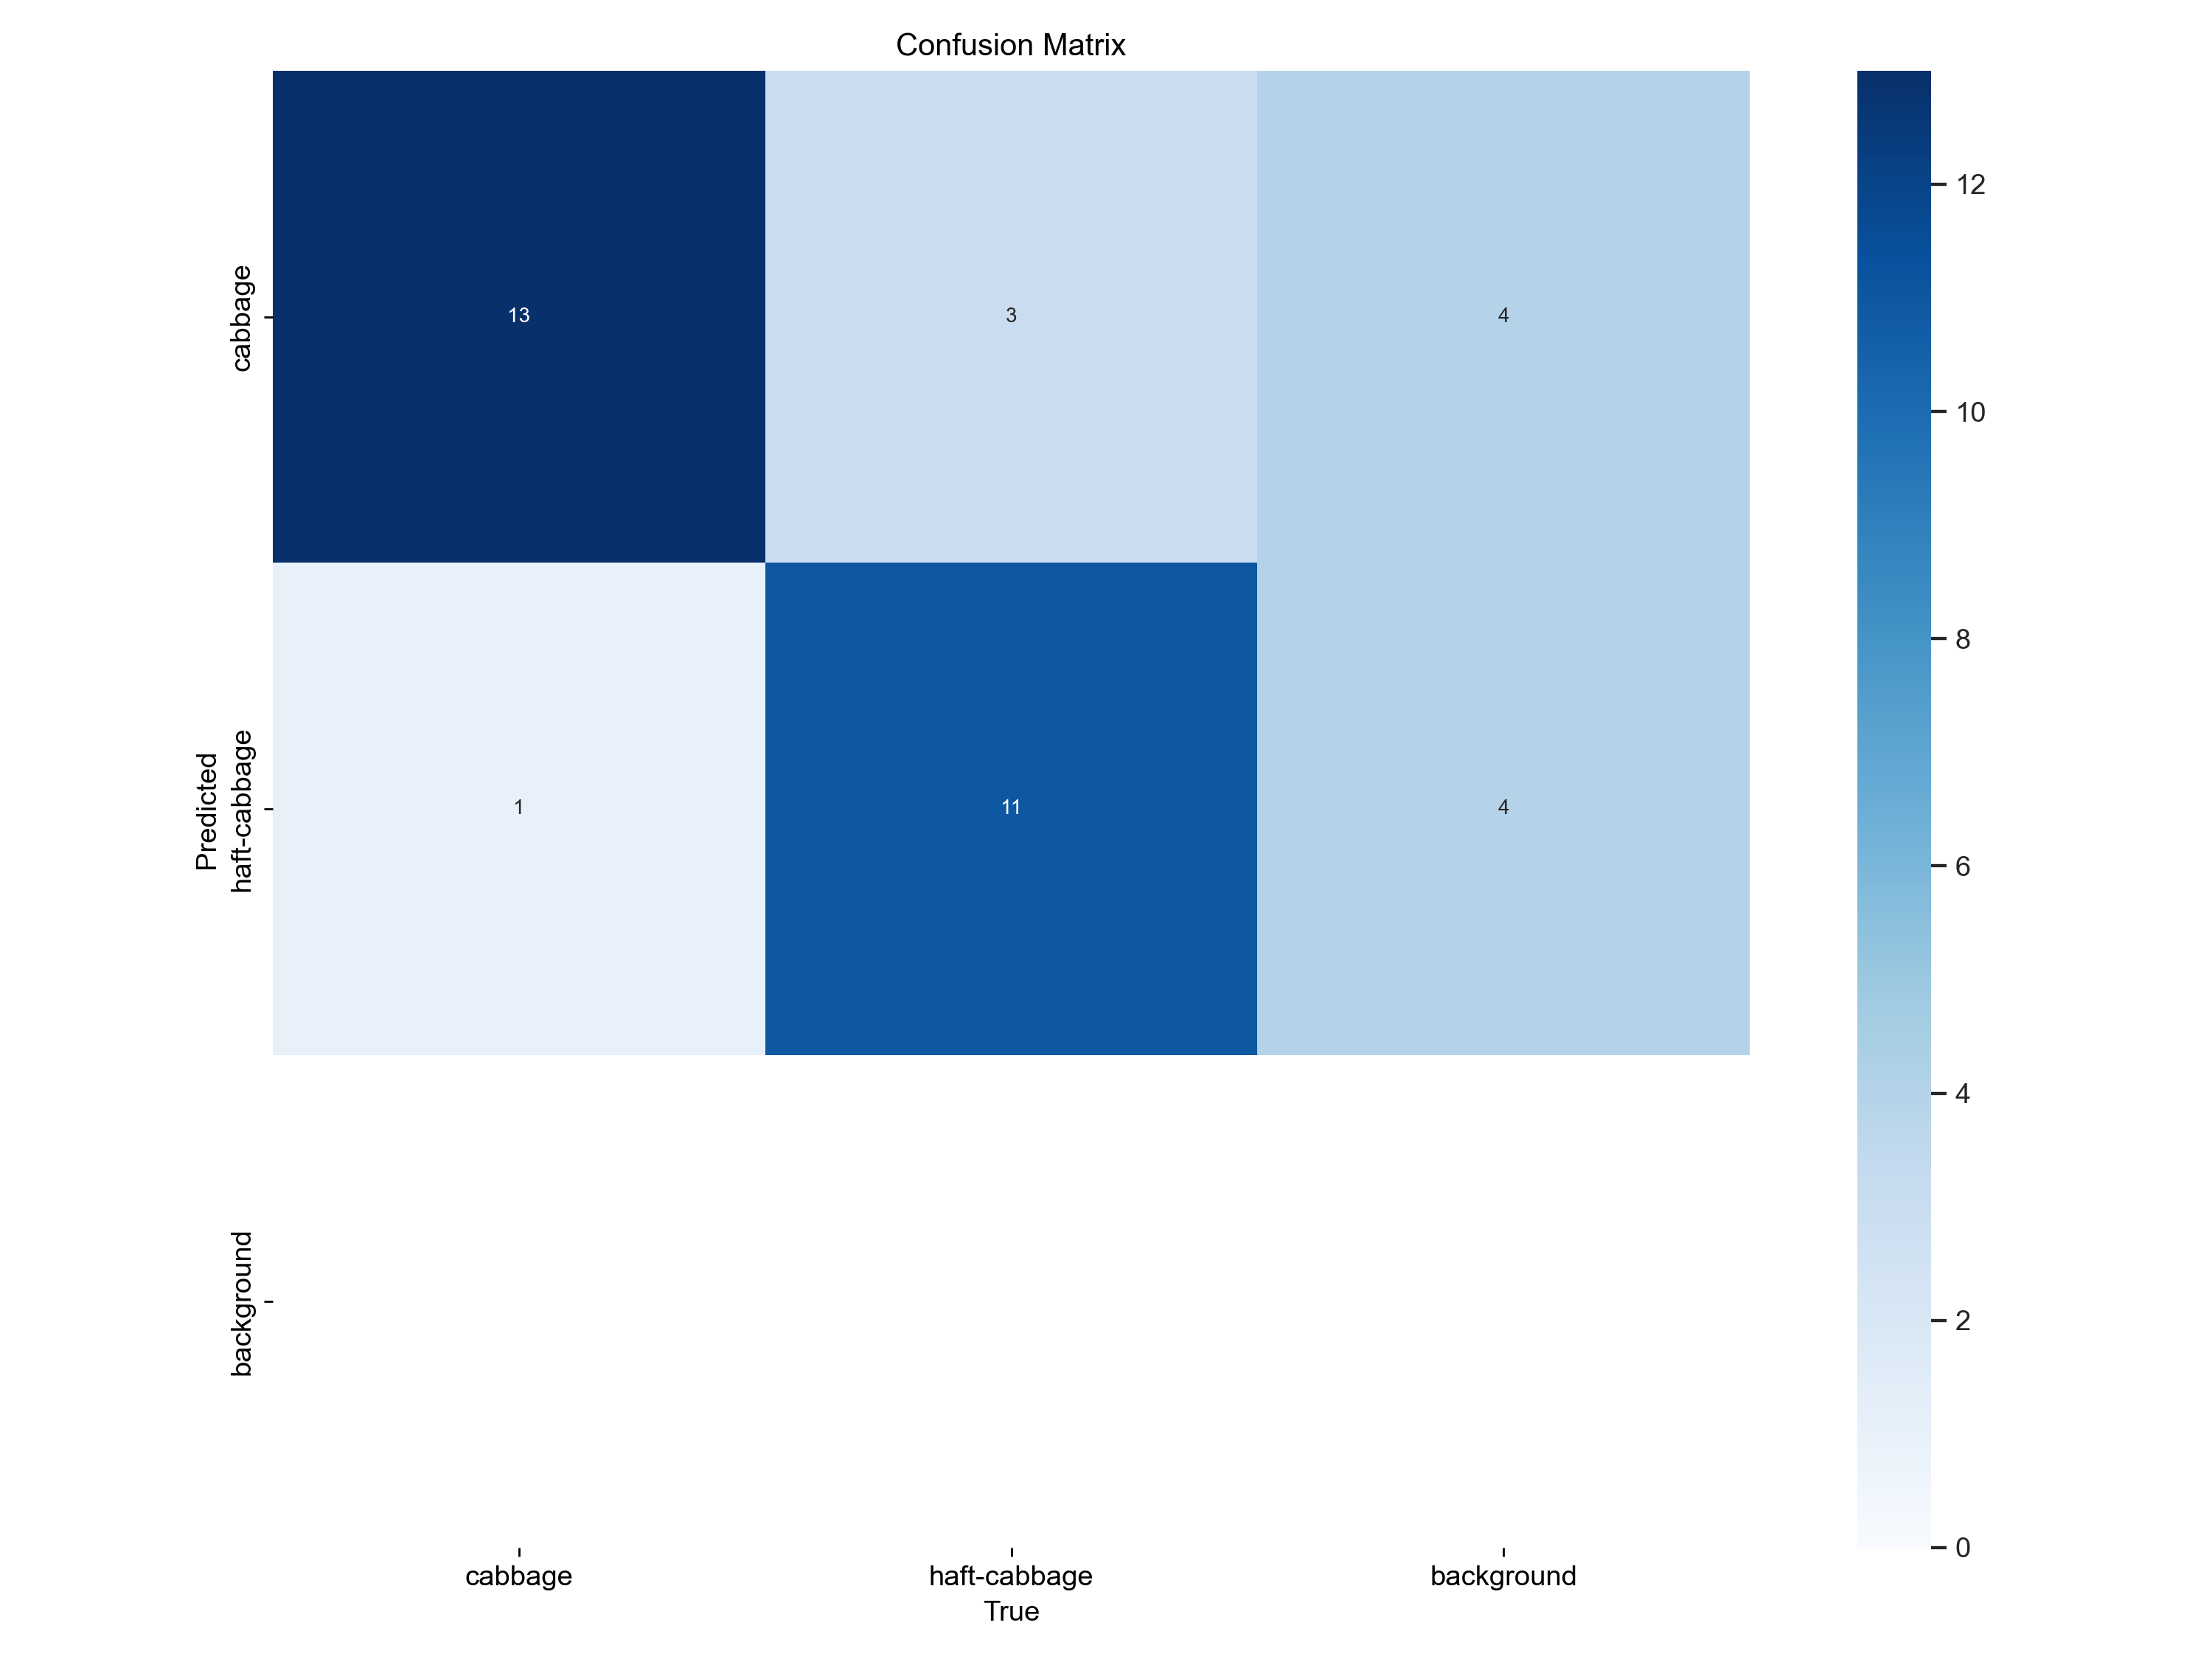 Confusion Matrix
cabbage
13
3
4
Predicted
haft-cabbage
1
11
4
background
cabbage
haft-cabbage
background
True
12
10
8
6
4
2
0